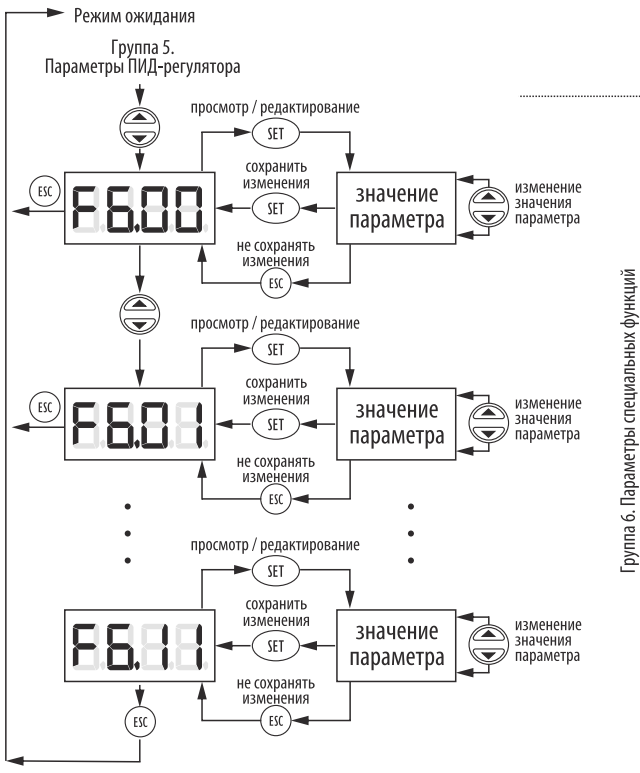 Режим ожидания
Группа 5.
Параметры ПИД-регулятора
просмотр / редактирование
SET
сохранить
изменения
SET
не сохранять
изменения
ESC
ESC
F6.00
значение
параметра
изменение
значения
параметра
просмотр / редактирование
SET
сохранить
изменения
SET
не сохранять
изменения
ESC
ESC
F6.01
значение
параметра
изменение
значения
параметра
просмотр / редактирование
SET
сохранить
изменения
SET
не сохранять
изменения
ESC
F6.11
значение
параметра
изменение
значения
параметра
ESC
Группа 6. Параметры специальных функций